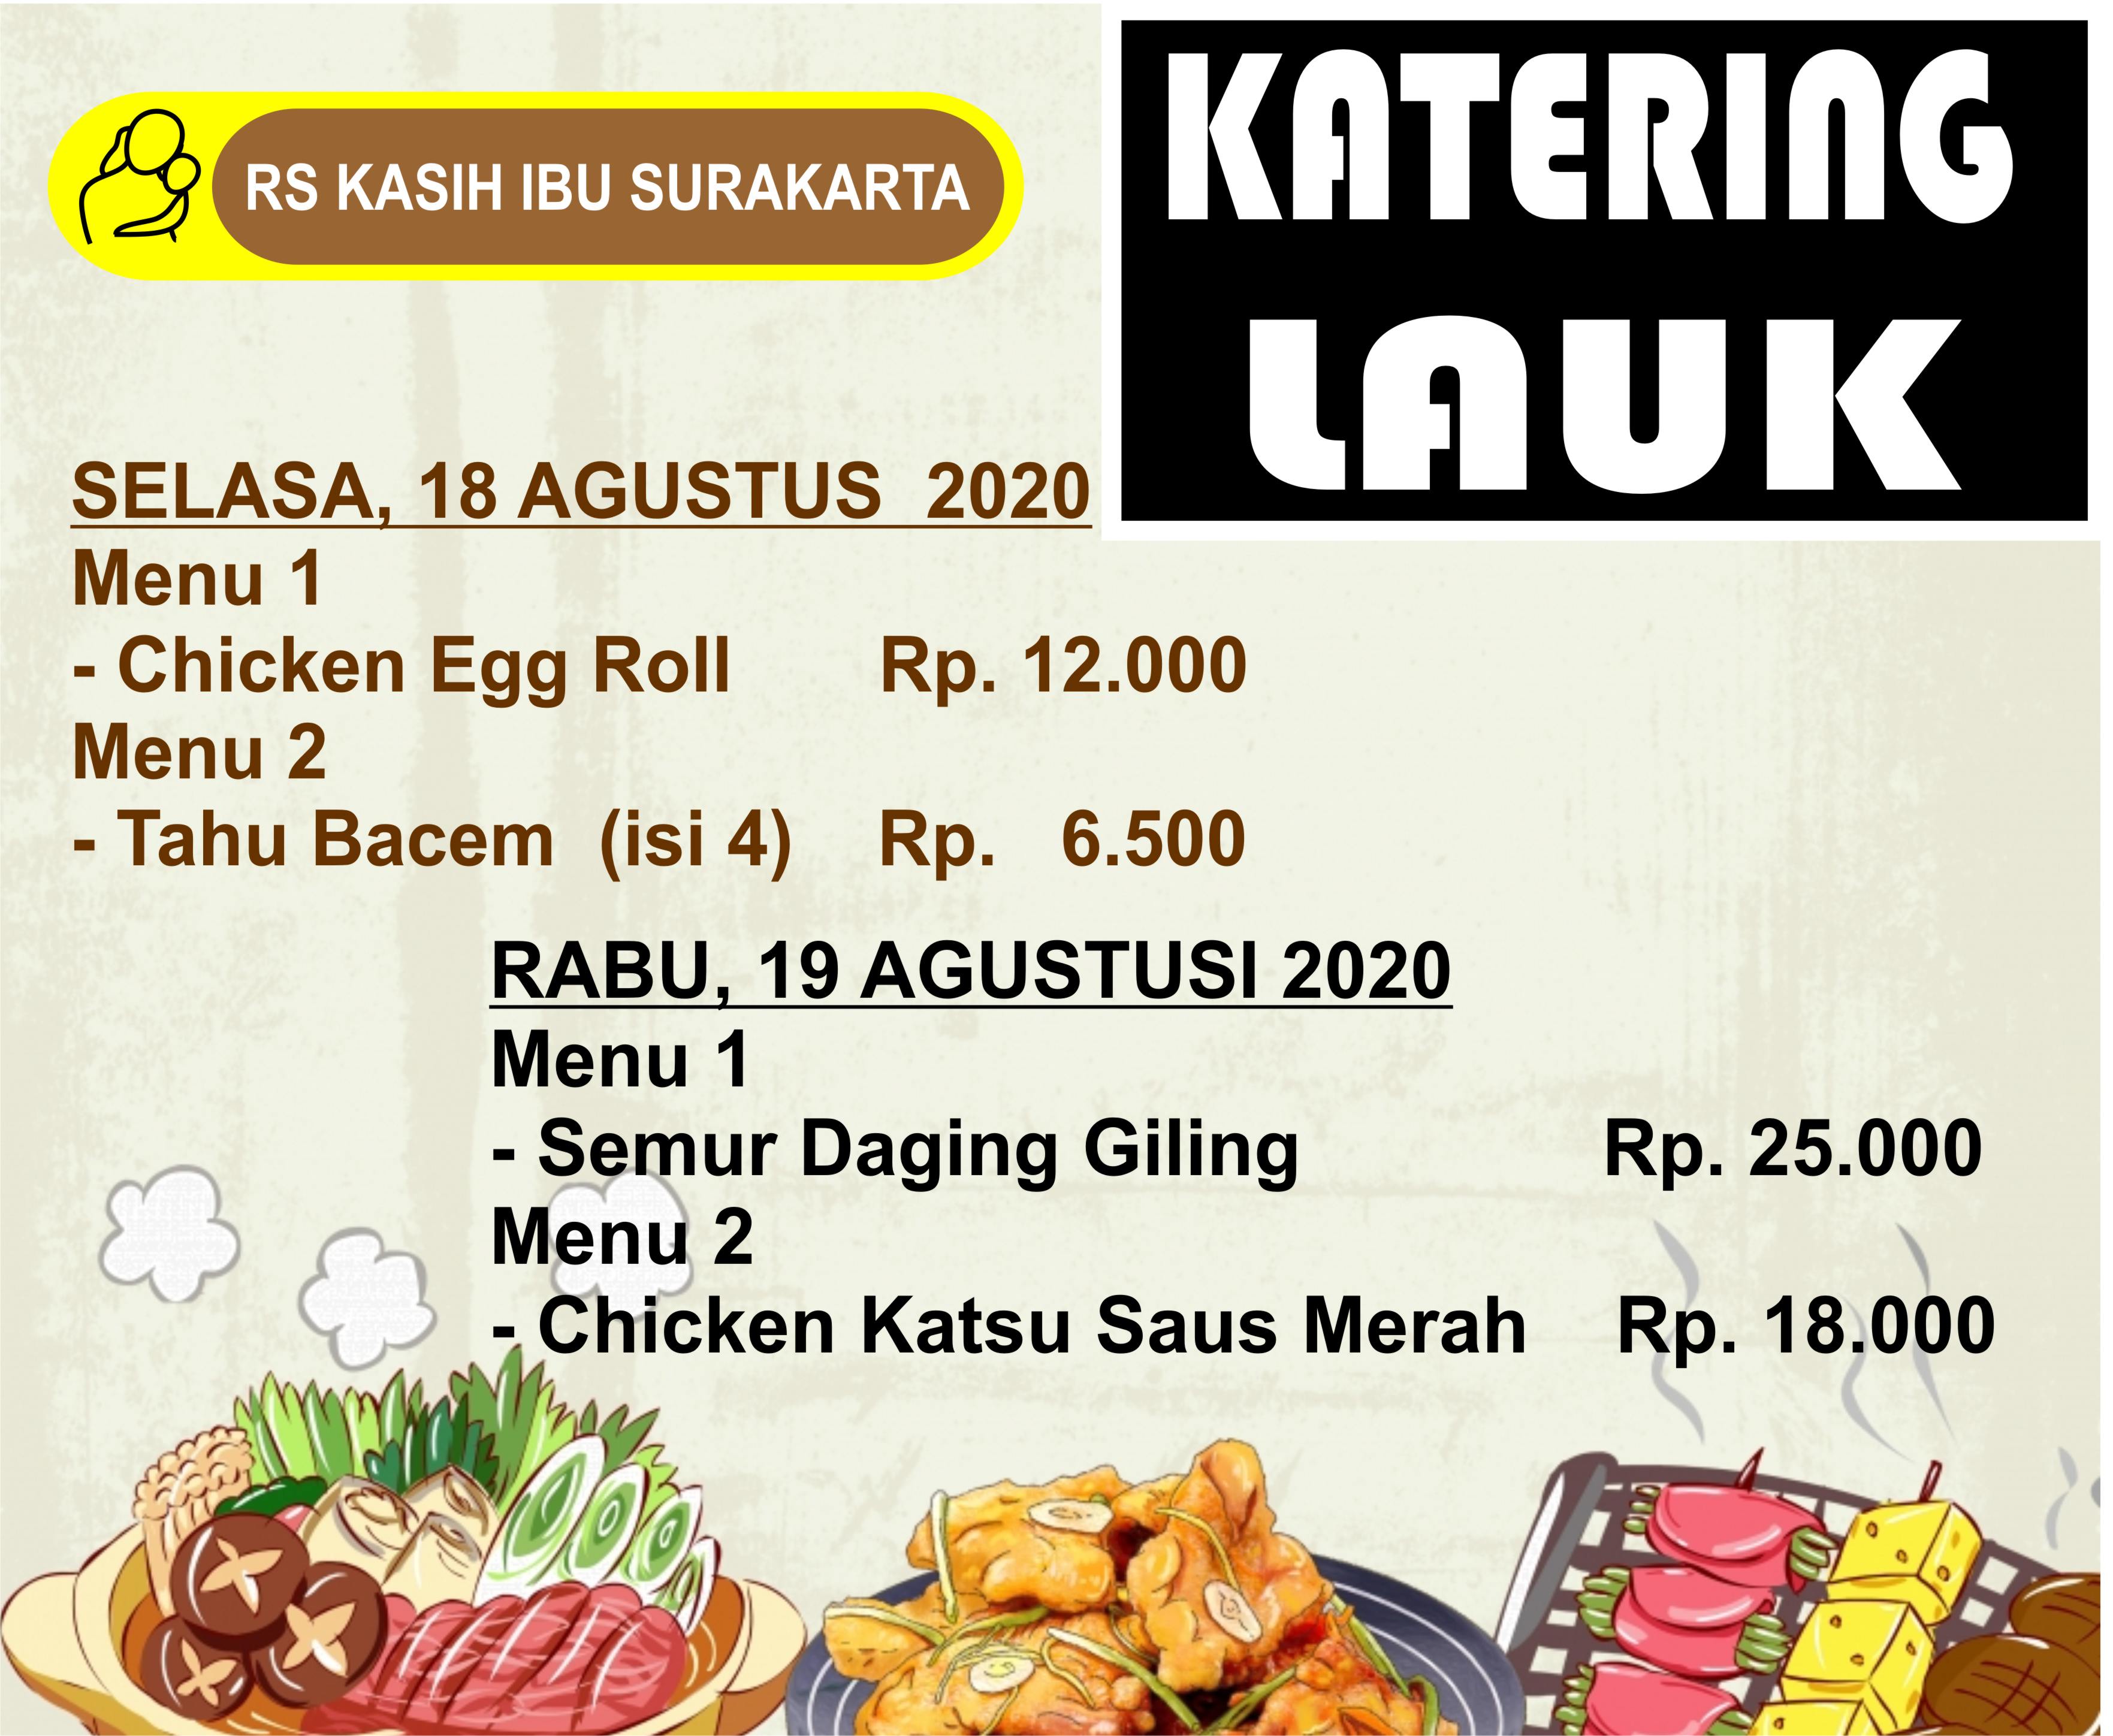 RS KASIH IBU SURAKARTA
KATERING
LAUK
SELASA, 18 AGUSTUS 2020
Menu 1
- Chicken Egg Roll Rp. 12.000
Menu 2
- Tahu Bacem (isi 4) Rp. 6.500
RABU, 19 AGUSTUSI 2020
Menu 1
- Semur Daging Giling Rp. 25.000
Menu 2
- Chicken Katsu Saus Merah Rp. 18.000